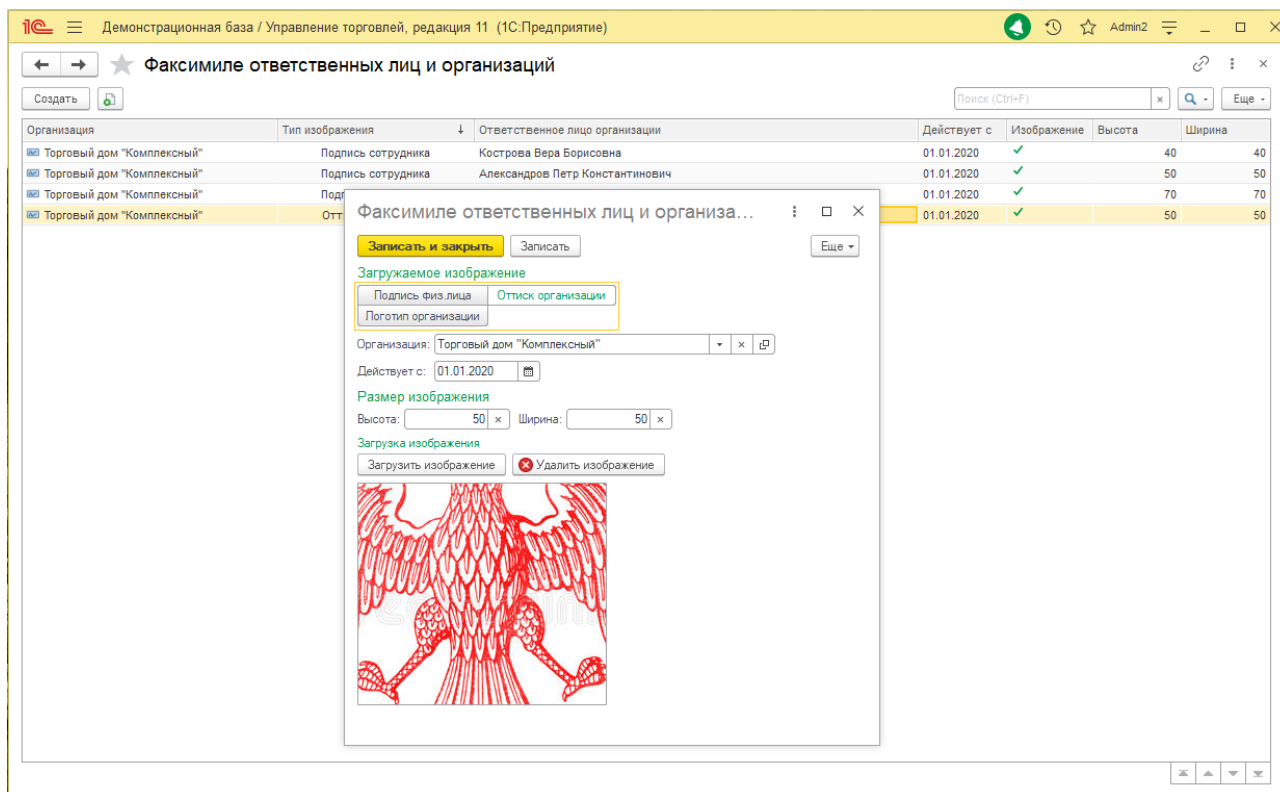 1С Демонстрационная база / Управление торговлей, редакция 11 (1С:Предприятие) Admin2
Факсимиле ответственных лиц и организаций
Создать Поиск (Ctrl+F) Еще
Организация Тип изображения Ответственное лицо организации Действует с Изображение Высота Ширина
Торговый дом "Комплексный" Подпись сотрудника Кострова Вера Борисовна 01.01.2020 40 40
Торговый дом "Комплексный" Подпись сотрудника Александров Петр Константинович 01.01.2020 50 50
Торговый дом "Комплексный" 01.01.2020 70 70
Торговый дом "Комплексный" 01.01.2020 50 50
Факсимиле ответственных лиц и организа...
Записать и закрыть Записать Еще
Загружаемое изображение
Подпись физ.лица Оттиск организации
Логотип организации
Организация: Торговый дом "Комплексный"
Действует с: 01.01.2020
Размер изображения
Высота: 50 Ширина: 50
Загрузка изображения
Загрузить изображение Удалить изображение